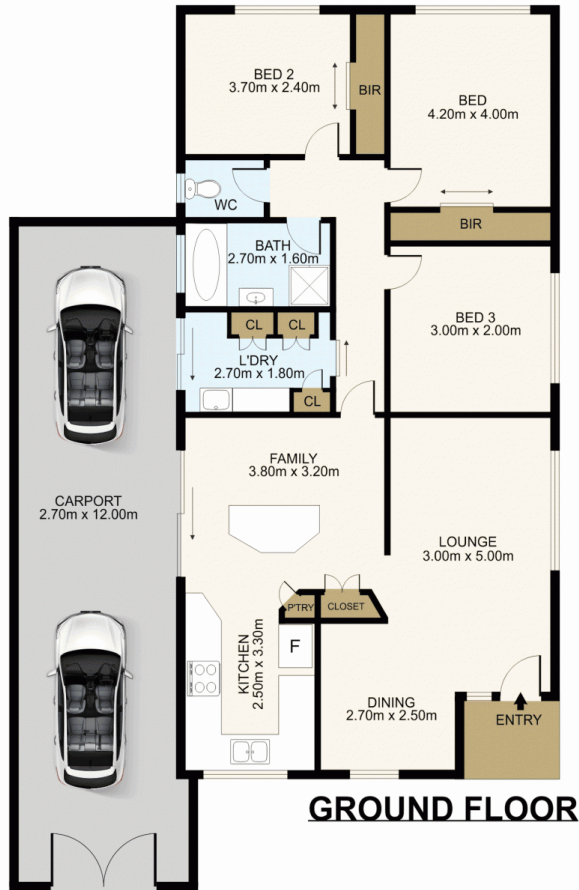 BED 2
3.70m x 2.40m
BIR
BED
4.20m x 4.00m
WC
BIR
BATH
2.70m x 1.60m
CL
CL
BED 3
3.00m x 2.00m
L'DRY
2.70m x 1.80m
CL
FAMILY
3.80m x 3.20m
CARPORT
2.70m x 12.00m
LOUNGE
3.00m x 5.00m
P'TRY
CLOSET
KITCHEN
2.50m x 3.30m
F
DINING
2.70m x 2.50m
ENTRY
GROUND FLOOR